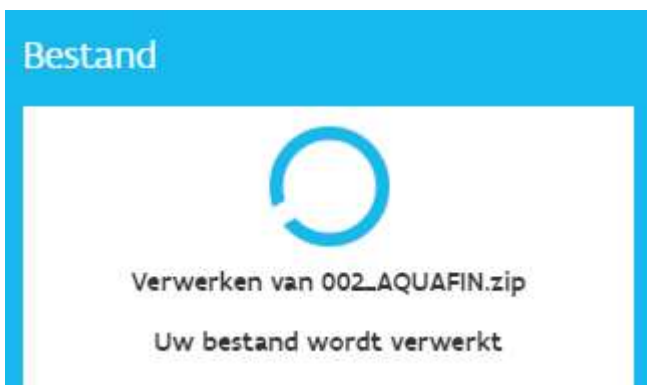 Bestand
Verwerken van 002_AQUAFIN.zip
Uw bestand wordt verwerkt